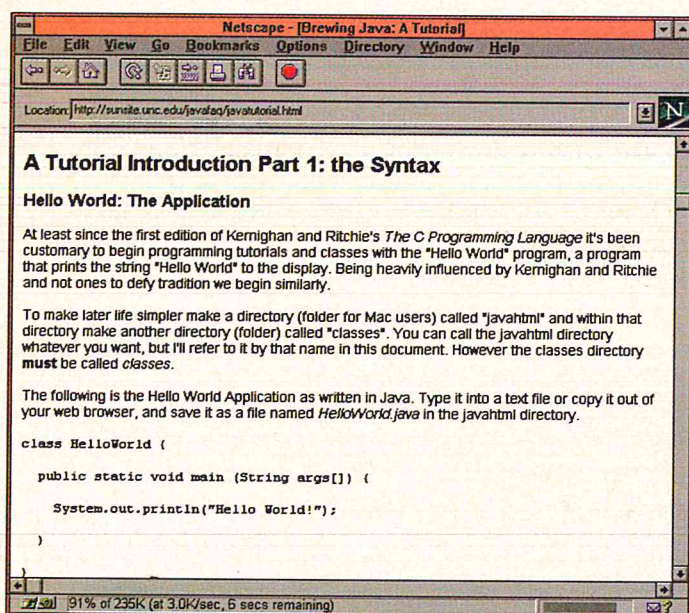 Netscape - [Brewing Java: A Tutorial]
File Edit View Go Bookmarks Options Directory Window Help
Location: http://sunsite.unc.edu/javafaq/javatutorial.html
N
A Tutorial Introduction Part 1: the Syntax
Hello World: The Application
At least since the first edition of Kernighan and Ritchie's The C Programming Language it's been
customary to begin programming tutorials and classes with the "Hello World" program, a program
that prints the string "Hello World" to the display. Being heavily influenced by Kernighan and Ritchie
and not ones to defy tradition we begin similarly.
To make later life simpler make a directory (folder for Mac users) called "javahtml" and within that
directory make another directory (folder) called "classes". You can call the javahtml directory
whatever you want, but I'll refer to it by that name in this document. However the classes directory
must be called classes.
The following is the Hello World Application as written in Java. Type it into a text file or copy it out of
your web browser, and save it as a file named HelloWorld.java in the javahtml directory.
class HelloWorld {
public static void main (String args[]) {
System.out.println("Hello World!");
}
}
91% of 235K (at 3.0K/sec, 6 secs remaining)
?